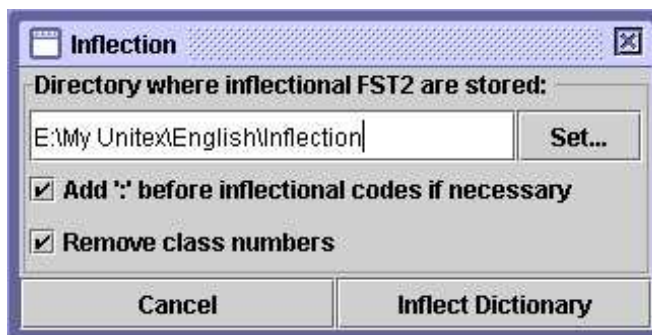 Inflection
Directory where inflectional FST2 are stored:
E:\My Unitex\English\Inflection Set...
Add ':' before inflectional codes if necessary
Remove class numbers
Cancel Inflect Dictionary